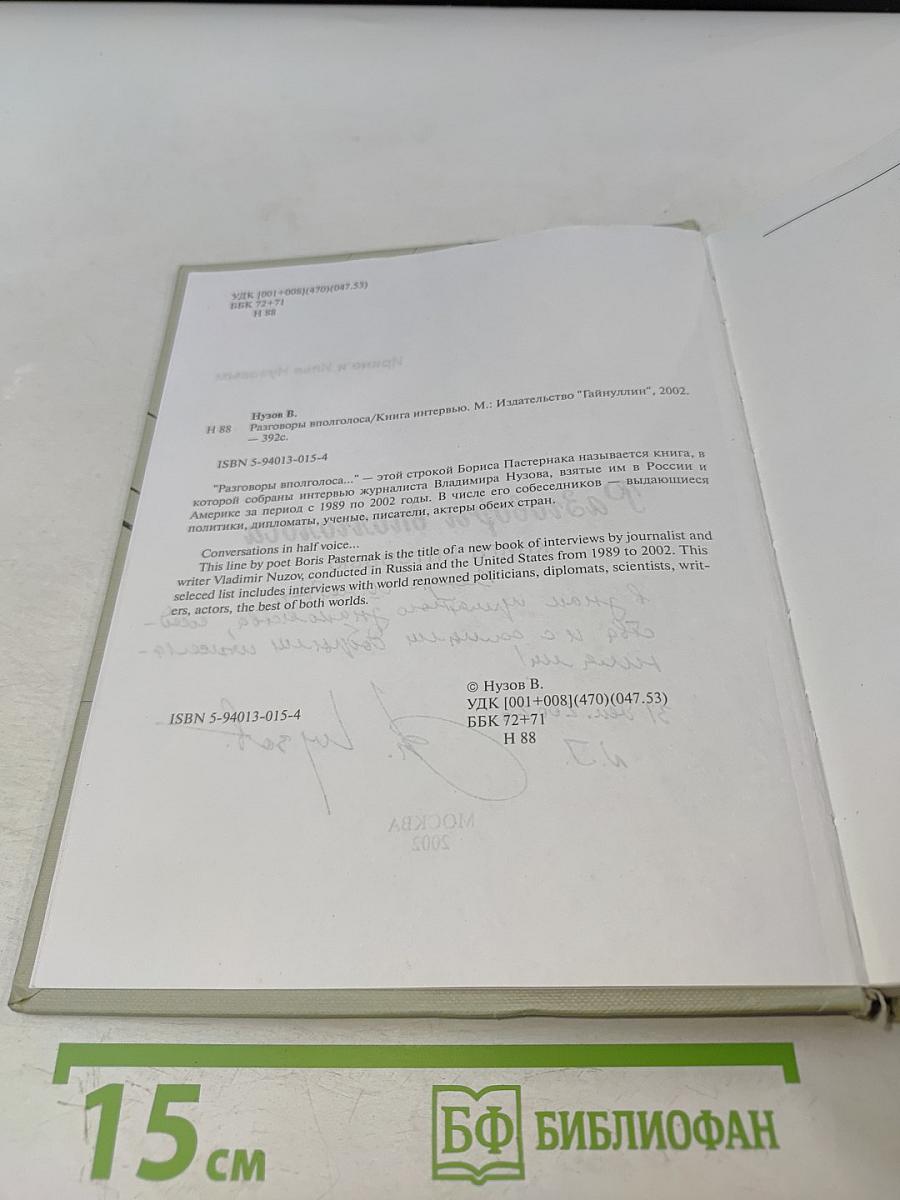 УДК [001+008](470)(047.53)
ББК 72+71
Н 88
Нузов В.
Н 88 Разговоры вполголоса/Книга интервью. М.: Издательство "Гайнуллин", 2002.
— 392с.
ISBN 5-94013-015-4
"Разговоры вполголоса..." — этой строкой Бориса Пастернака называется книга, в
которой собраны интервью журналиста Владимира Нузова, взятые им в России и
Америке за период с 1989 по 2002 годы. В числе его собеседников — выдающиеся
политики, дипломаты, ученые, писатели, актеры обеих стран.
Conversations in half voice...
This line by poet Boris Pasternak is the title of a new book of interviews by journalist and
writer Vladimir Nuzov, conducted in Russia and the United States from 1989 to 2002. This
seleced list includes interviews with world renowned politicians, diplomats, scientists, writ-
ers, actors, the best of both worlds.
© Нузов В.
УДК [001+008](470)(047.53)
ББК 72+71
Н 88
ISBN 5-94013-015-4
МОСКВА
2002
15 см
БФ БИБЛИОФАН